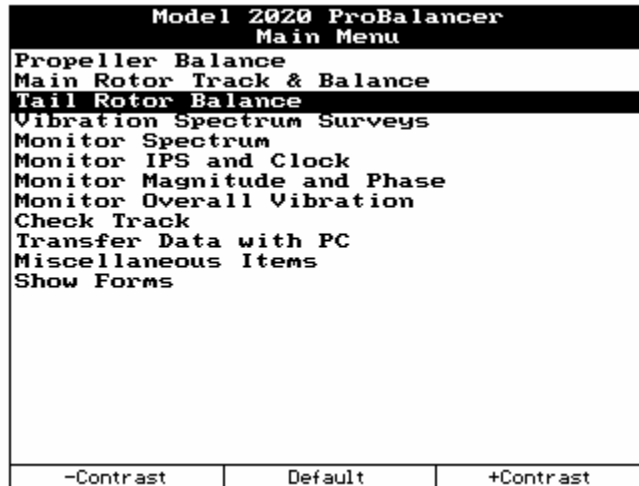 Model 2020 ProBalancer
Main Menu
Propeller Balance
Main Rotor Track & Balance
Tail Rotor Balance
Vibration Spectrum Surveys
Monitor Spectrum
Monitor IPS and Clock
Monitor Magnitude and Phase
Monitor Overall Vibration
Check Track
Transfer Data with PC
Miscellaneous Items
Show Forms
-Contrast Default +Contrast